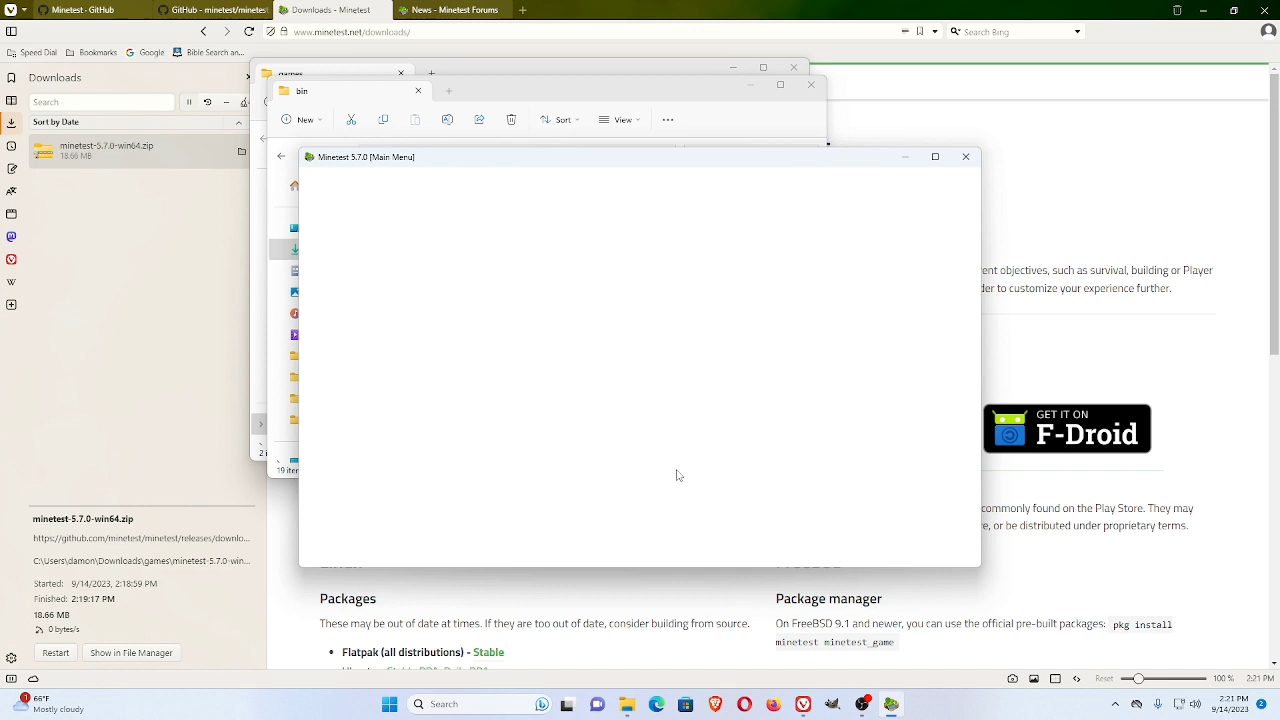 Minetest - GitHub
GitHub - minetest/minetest
Downloads - Minetest
News - Minetest Forums
www.minetest.net/downloads/
Search Bing
Speed Dial
Bookmarks
Google
Bible Search an...
Downloads
Search
Sort by Date
minetest-5.7.0-win64.zip
18.66 MB
games
bin
New
Sort
View
Minetest 5.7.0 [Main Menu]
19 items
ent objectives, such as survival, building or Player
der to customize your experience further.
GET IT ON
F-Droid
commonly found on the Play Store. They may
e, or be distributed under proprietary terms.
minetest-5.7.0-win64.zip
https://github.com/minetest/minetest/releases/downlo...
C:\Users\damon\Downloads\games\minetest-5.7.0-win...
Started: 9/14/2023, 2:18:59 PM
Finished: 2:19:17 PM
18.66 MB
0 bytes/s
Restart
Show in File Manager
Packages
These may be out of date at times. If they are too out of date, consider building from source.
Flatpak (all distributions) - Stable
Package manager
On FreeBSD 9.1 and newer, you can use the official pre-built packages: pkg install
minetest minetest_game
Reset
100 %
2:21 PM
66°F
Mostly cloudy
Search
2:21 PM
9/14/2023